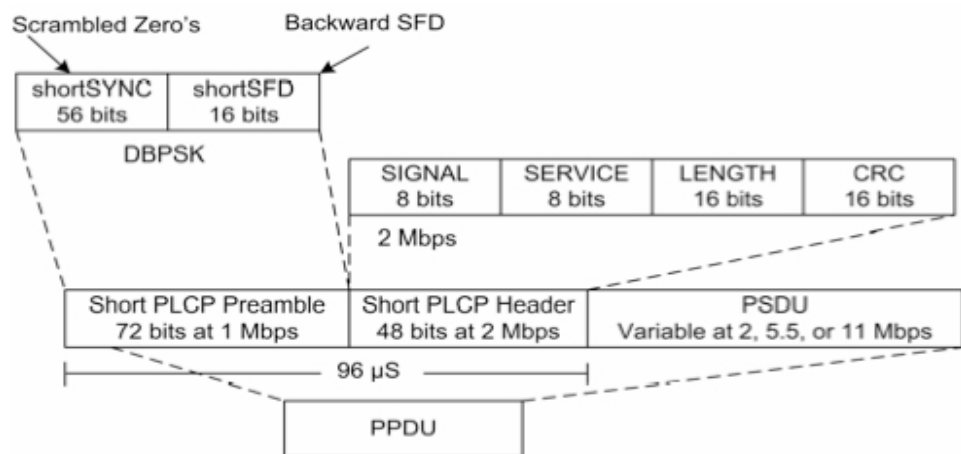 Scrambled Zero's
Backward SFD
shortSYNC
56 bits
shortSFD
16 bits
DBPSK
SIGNAL
8 bits
SERVICE
8 bits
LENGTH
16 bits
CRC
16 bits
2 Mbps
Short PLCP Preamble
72 bits at 1 Mbps
Short PLCP Header
48 bits at 2 Mbps
PSDU
Variable at 2, 5.5, or 11 Mbps
96 µS
PPDU